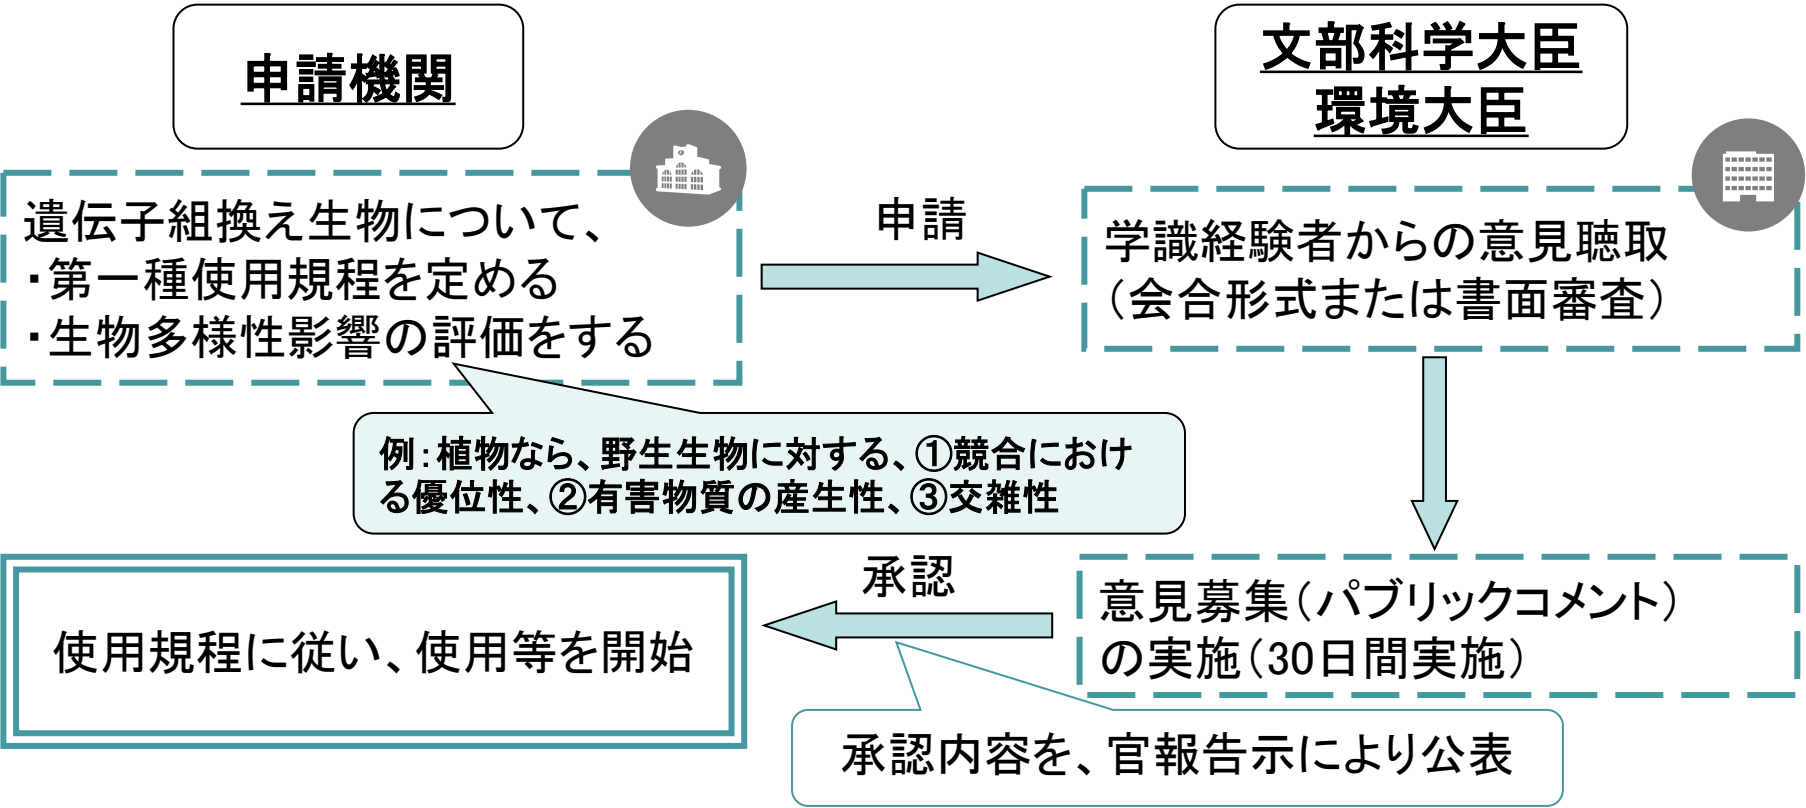 申請機関
文部科学大臣
環境大臣
遺伝子組換え生物について、
・第一種使用規程を定める
・生物多様性影響の評価をする
申請
学識経験者からの意見聴取
（会合形式または書面審査）
例：植物なら、野生生物に対する、①競合におけ
る優位性、②有害物質の産生性、③交雑性
意見募集（パブリックコメント）
の実施（30日間実施）
承認
承認内容を、官報告示により公表
使用規程に従い、使用等を開始